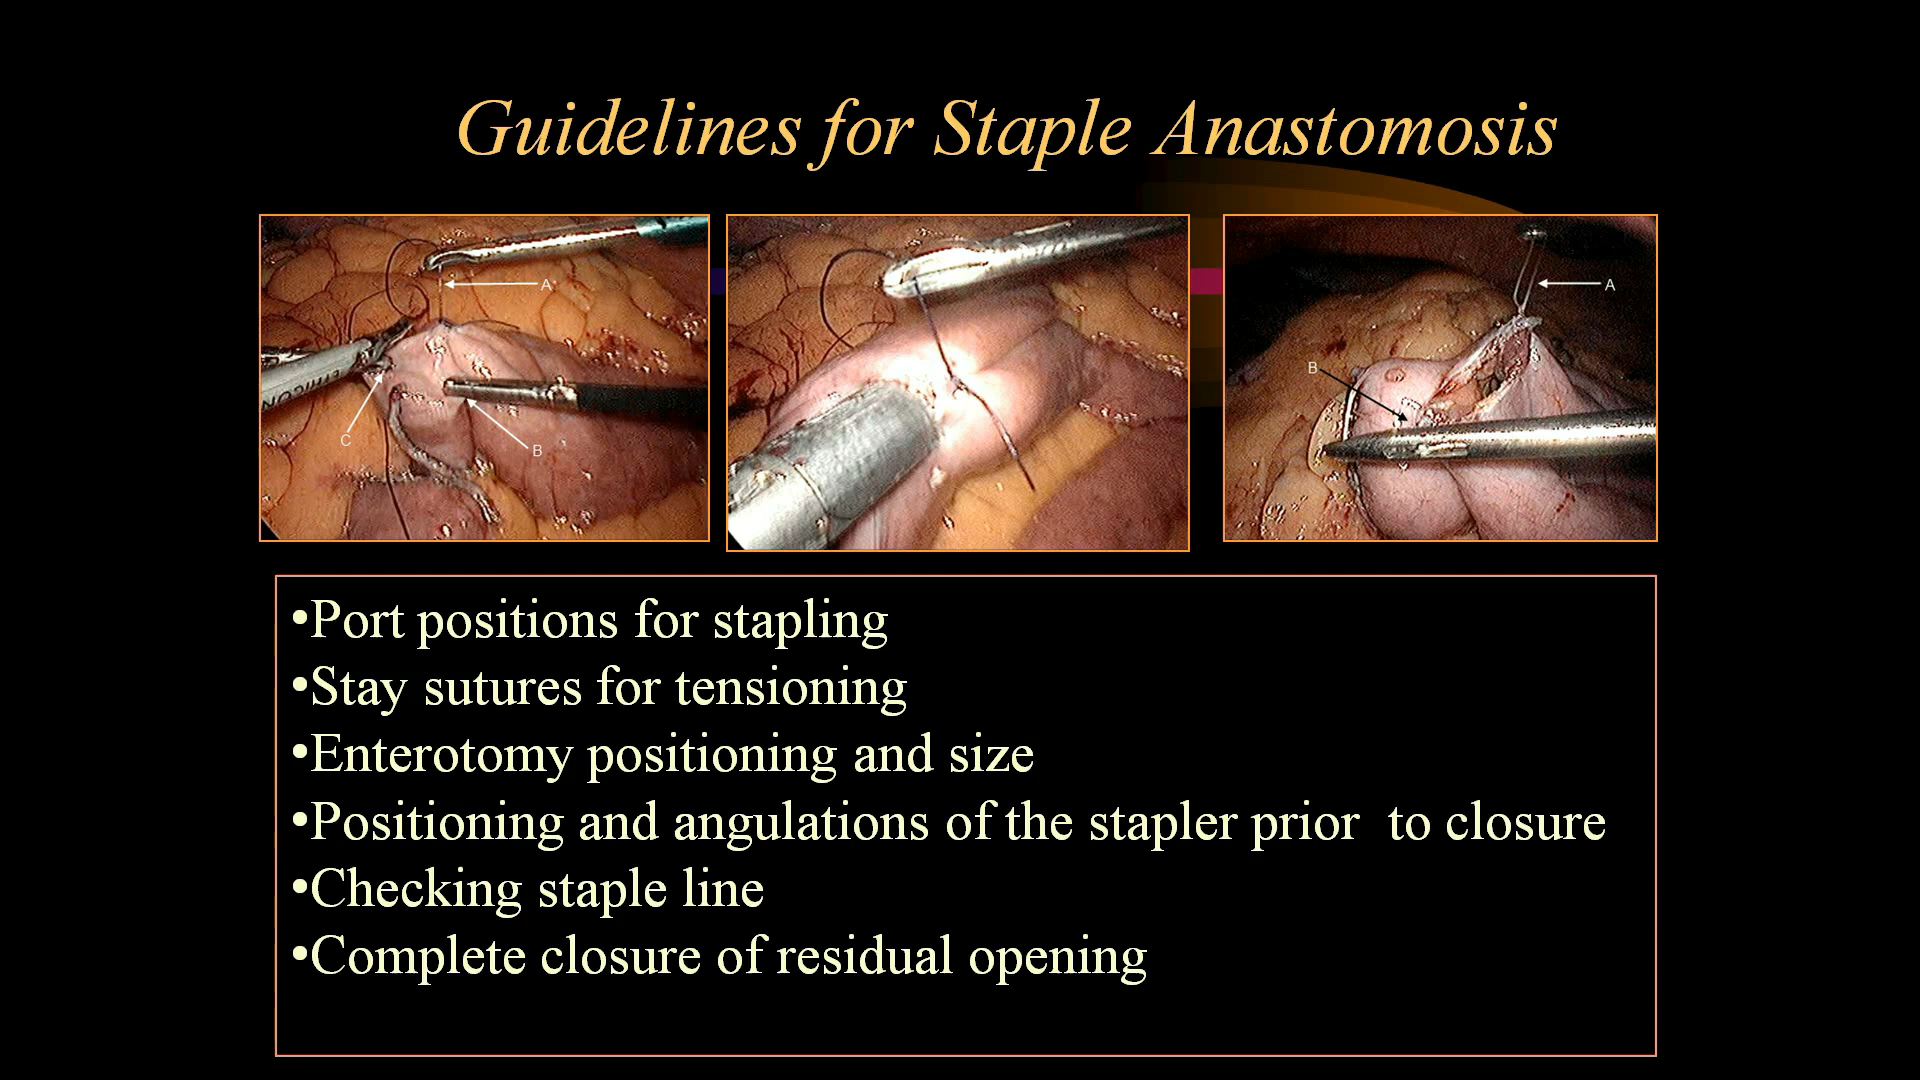 Guidelines for Staple Anastomosis
A
C
B
A
B
•Port positions for stapling
•Stay sutures for tensioning
•Enterotomy positioning and size
•Positioning and angulations of the stapler prior  to closure
•Checking staple line
•Complete closure of residual opening